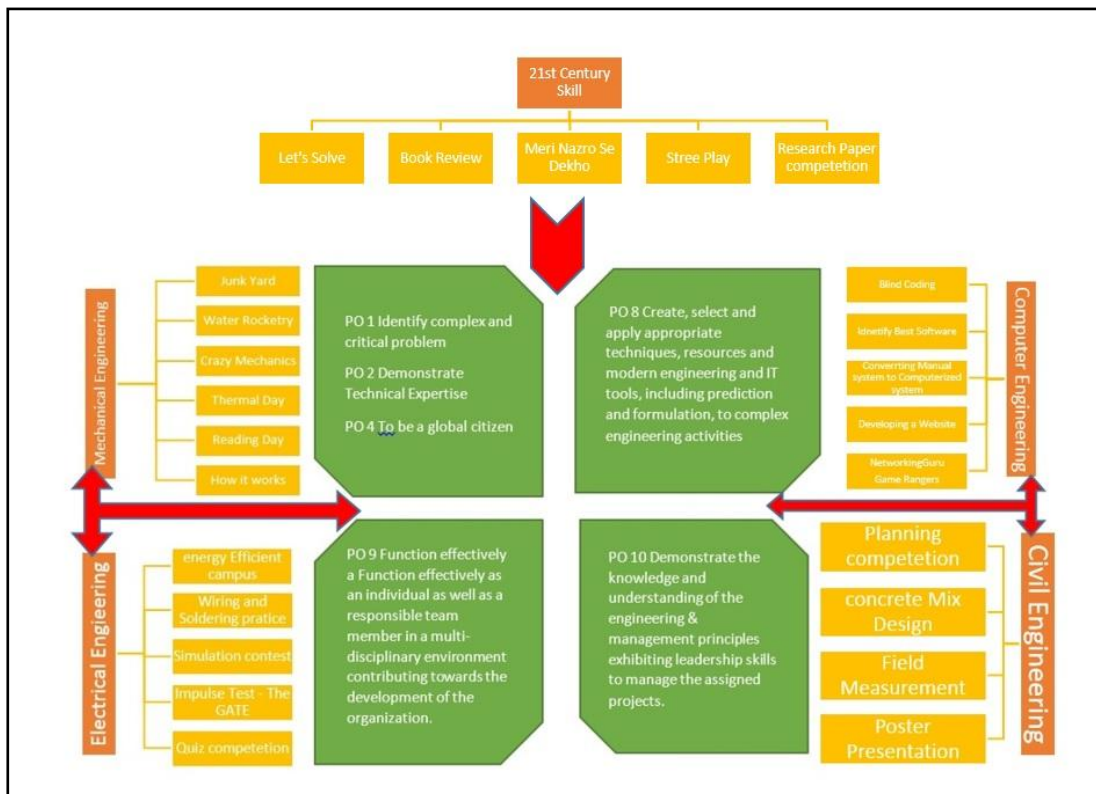 21st Century
Skill
Let's Solve
Book Review
Meri Nazro Se
Dekho
Stree Play
Research Paper
competetion
Mechanical Engineering
Junk Yard
Water Rocketry
Crazy Mechanics
Thermal Day
Reading Day
How it works
PO 1 Identify complex and
critical problem
PO 2 Demonstrate
Technical Expertise
PO 4 To be a global citizen
PO 8 Create, select and
apply appropriate
techniques, resources and
modern engineering and IT
tools, including prediction
and formulation, to complex
engineering activities
Blind Coding
Idnetify Best Software
Converrting Manual
system to Computerized
system
Developing a Website
NetworkingGuru
Game Rangers
Computer Engineering
Electrical Engieering
energy Efficient
campus
Wiring and
Soldering pratice
Simulation contest
Impulse Test - The
GATE
Quiz competetion
PO 9 Function effectively
a Function effectively as
an individual as well as a
responsible team
member in a multi-
disciplinary environment
contributing towards the
development of the
organization.
PO 10 Demonstrate the
knowledge and
understanding of the
engineering &
management principles
exhibiting leadership skills
to manage the assigned
projects.
Planning
competetion
concrete Mix
Design
Field
Measurement
Poster
Presentation
Civil Engineering